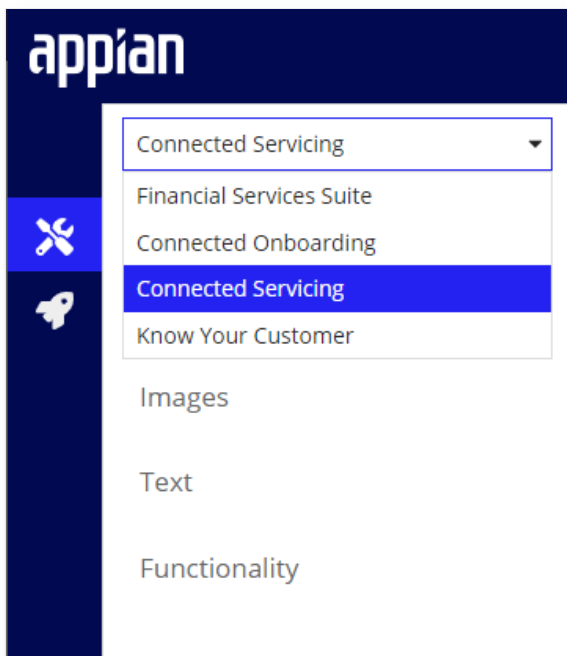 appian
Connected Servicing
Financial Services Suite
Connected Onboarding
Connected Servicing
Know Your Customer
Images
Text
Functionality